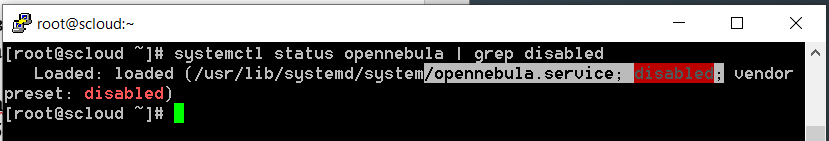 root@scloud:~
[root@scloud ~]# systemctl status opennebula | grep disabled
Loaded: loaded (/usr/lib/systemd/system/opennebula.service; disabled; vendor
preset: disabled)
[root@scloud ~]#